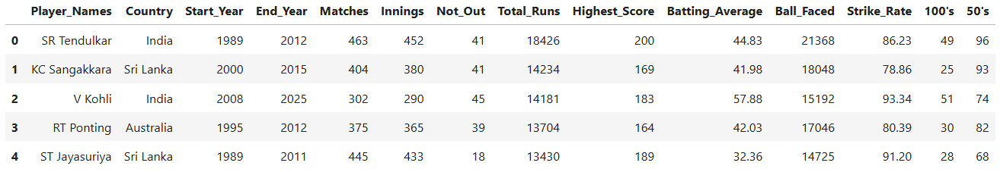 Player_Names Country Start_Year End_Year Matches Innings Not_Out Total_Runs Highest_Score Batting_Average Ball_Faced Strike_Rate 100's 50's
0 SR Tendulkar India 1989 2012 463 452 41 18426 200 44.83 21368 86.23 49 96
1 KC Sangakkara Sri Lanka 2000 2015 404 380 41 14234 169 41.98 18048 78.86 25 93
2 V Kohli India 2008 2025 302 290 45 14181 183 57.88 15192 93.34 51 74
3 RT Ponting Australia 1995 2012 375 365 39 13704 164 42.03 17046 80.39 30 82
4 ST Jayasuriya Sri Lanka 1989 2011 445 433 18 13430 189 32.36 14725 91.20 28 68